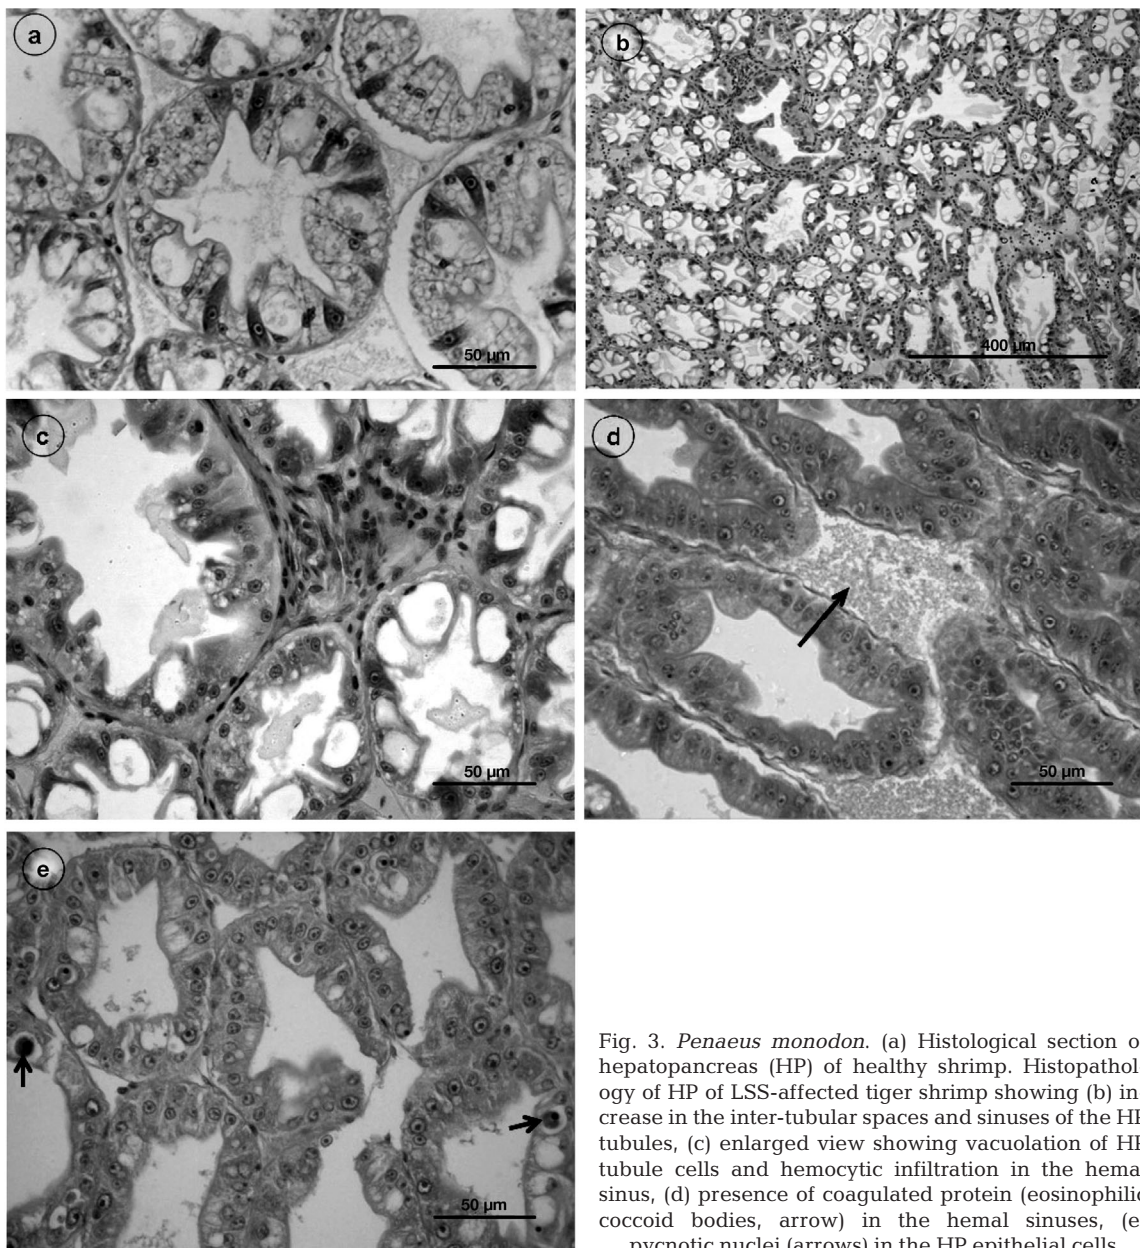 a
b
50 µm
400 µm
c
d
50 µm
50 µm
e
50 µm
Fig. 3. Penaeus monodon. (a) Histological section o
hepatopancreas (HP) of healthy shrimp. Histopathol-
ogy of HP of LSS-affected tiger shrimp showing (b) in-
crease in the inter-tubular spaces and sinuses of the HP
tubules, (c) enlarged view showing vacuolation of HP
tubule cells and hemocytic infiltration in the hemal
sinus, (d) presence of coagulated protein (eosinophilic
coccoid bodies, arrow) in the hemal sinuses, (e)
pycnotic nuclei (arrows) in the HP epithelial cells